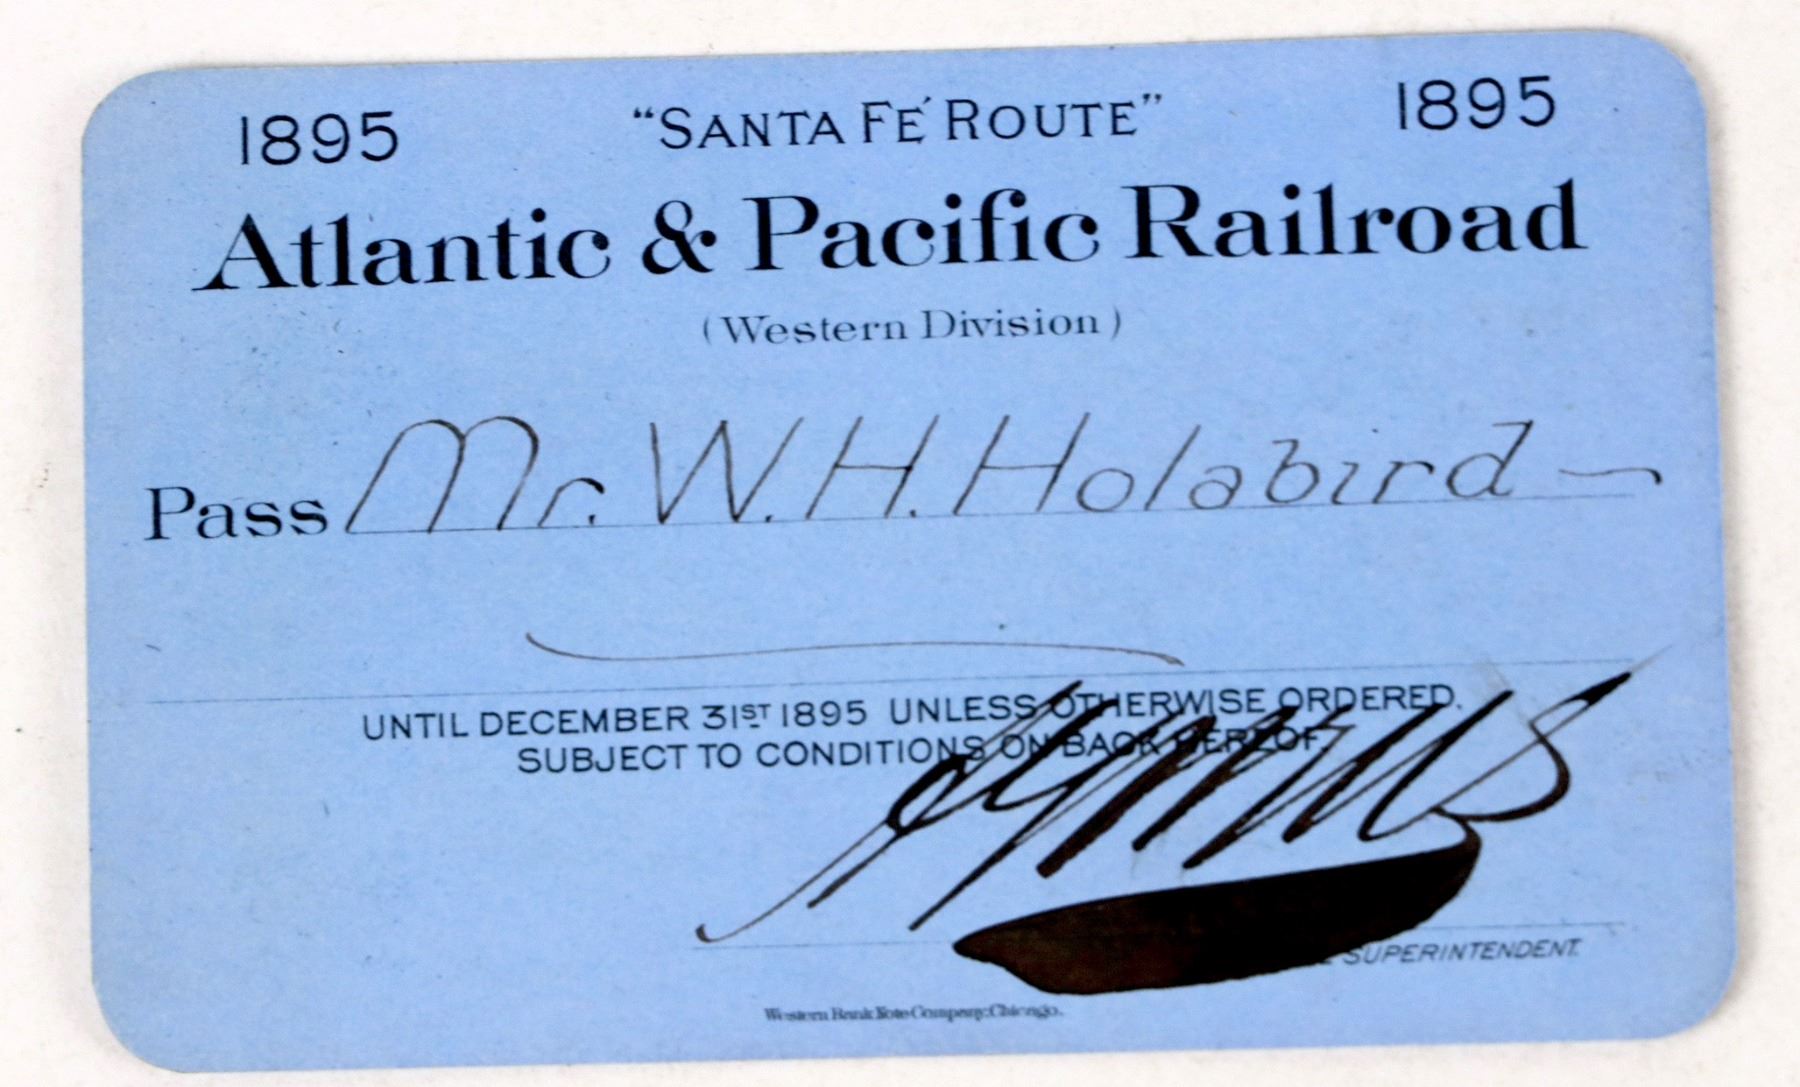 1895 "SANTA FÉ ROUTE" 1895
Atlantic & Pacific Railroad
(Western Division)
Pass Mr. W. H. Holabird
UNTIL DECEMBER 31ST 1895 UNLESS OTHERWISE ORDERED.
SUBJECT TO CONDITIONS ON BACK HEREOF.
SUPERINTENDENT.
Western Bank Note Company, Chicago.